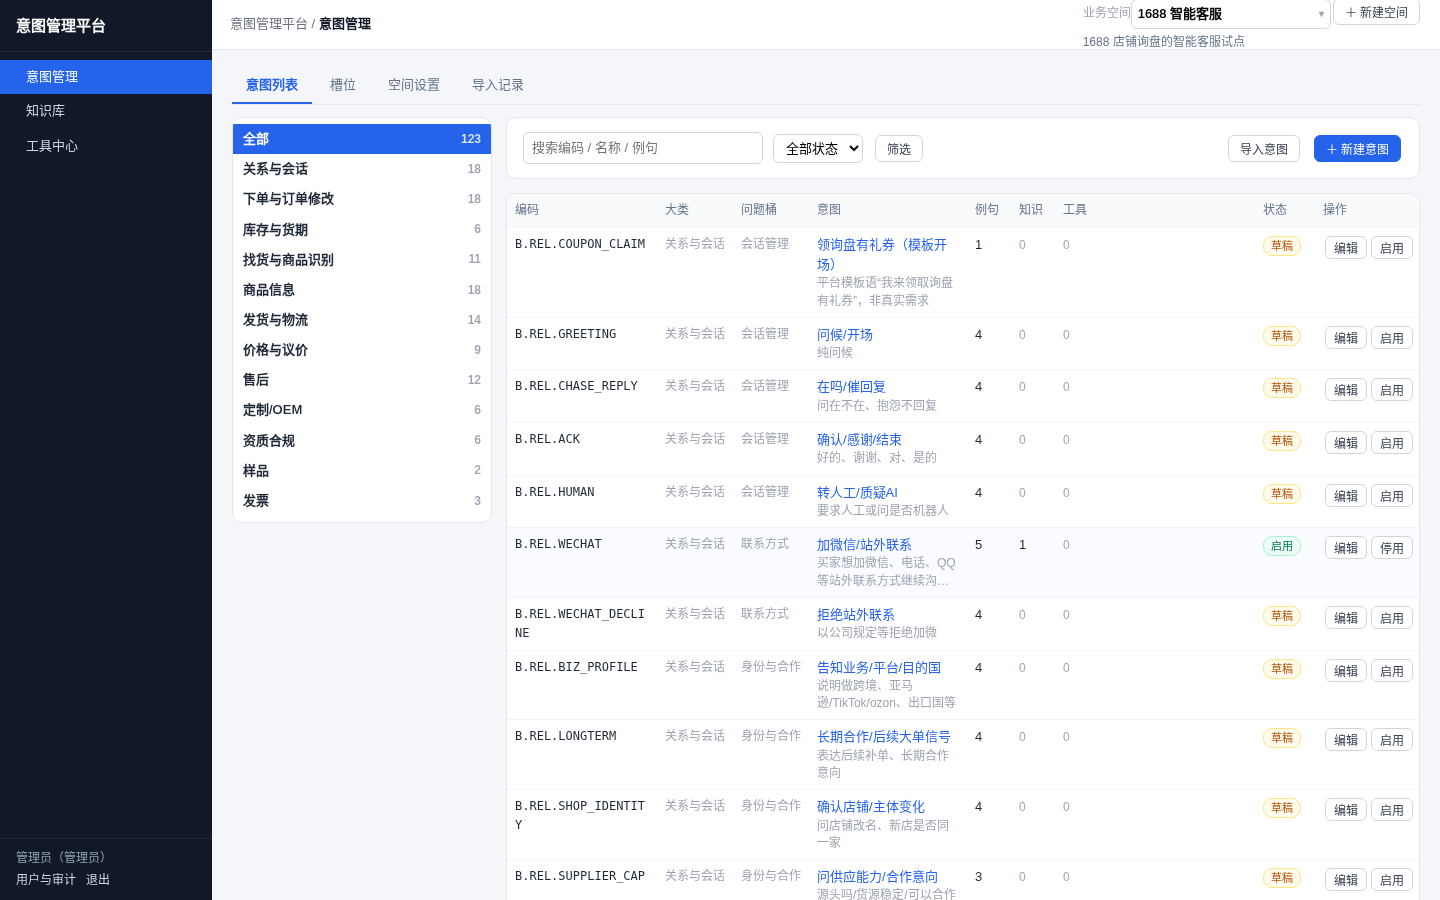 意图管理平台
意图管理
知识库
工具中心
管理员（管理员）
用户与审计 退出
意图管理平台 / 意图管理
业务空间 1688 智能客服 ▾ ＋ 新建空间
1688 店铺询盘的智能客服试点
意图列表 槽位 空间设置 导入记录
全部 123
关系与会话 18
下单与订单修改 18
库存与货期 6
找货与商品识别 11
商品信息 18
发货与物流 14
价格与议价 9
售后 12
定制/OEM 6
资质合规 6
样品 2
发票 3
搜索编码 / 名称 / 例句 全部状态 筛选 导入意图 ＋ 新建意图
编码 大类 问题桶 意图 例句 知识 工具 状态 操作
B.REL.COUPON_CLAIM 关系与会话 会话管理 领询盘有礼券（模板开 1 0 0 草稿 编辑 启用
场）
平台模板语“我来领取询盘
有礼券”，非真实需求
B.REL.GREETING 关系与会话 会话管理 问候/开场 4 0 0 草稿 编辑 启用
纯问候
B.REL.CHASE_REPLY 关系与会话 会话管理 在吗/催回复 4 0 0 草稿 编辑 启用
问在不在、抱怨不回复
B.REL.ACK 关系与会话 会话管理 确认/感谢/结束 4 0 0 草稿 编辑 启用
好的、谢谢、对、是的
B.REL.HUMAN 关系与会话 会话管理 转人工/质疑AI 4 0 0 草稿 编辑 启用
要求人工或问是否机器人
B.REL.WECHAT 关系与会话 联系方式 加微信/站外联系 5 1 0 启用 编辑 停用
买家想加微信、电话、QQ
等站外联系方式继续沟…
B.REL.WECHAT_DECLI 关系与会话 联系方式 拒绝站外联系 4 0 0 草稿 编辑 启用
NE 以公司规定等拒绝加微
B.REL.BIZ_PROFILE 关系与会话 身份与合作 告知业务/平台/目的国 4 0 0 草稿 编辑 启用
说明做跨境、亚马
逊/TikTok/ozon、出口国等
B.REL.LONGTERM 关系与会话 身份与合作 长期合作/后续大单信号 4 0 0 草稿 编辑 启用
表达后续补单、长期合作
意向
B.REL.SHOP_IDENTIT 关系与会话 身份与合作 确认店铺/主体变化 4 0 0 草稿 编辑 启用
Y 问店铺改名、新店是否同
一家
B.REL.SUPPLIER_CAP 关系与会话 身份与合作 问供应能力/合作意向 3 0 0 草稿 编辑 启用
源头吗/货源稳定/可以合作